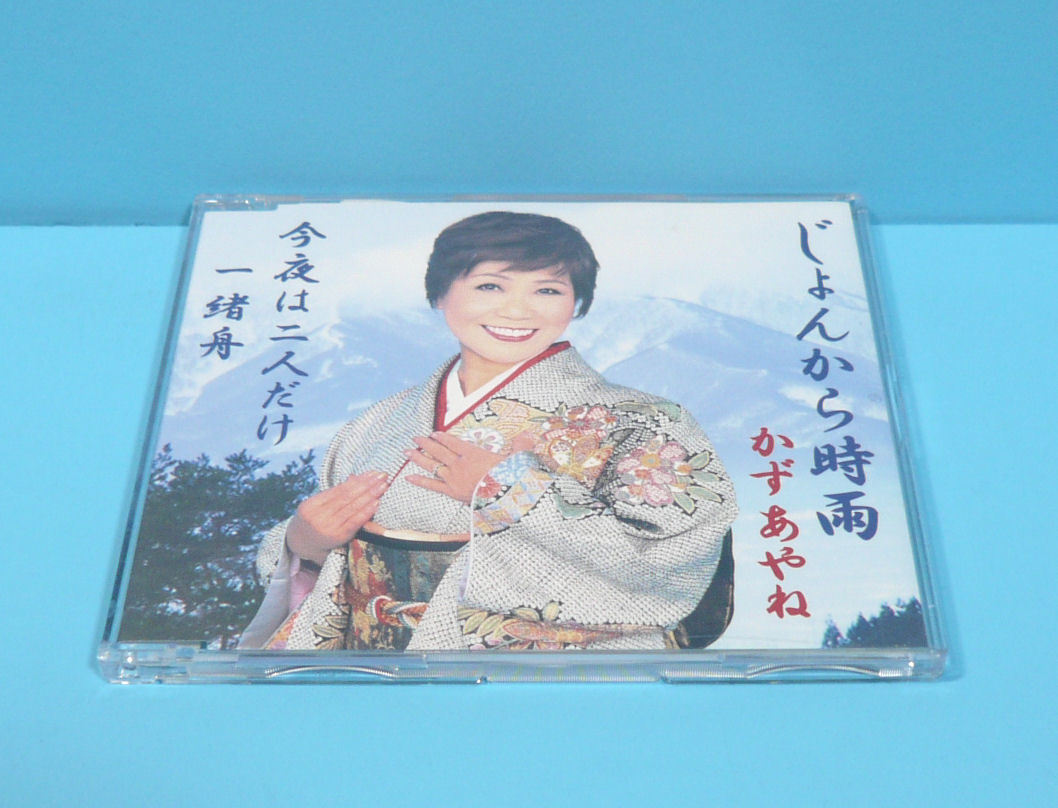 じょんから時雨
かずあやね
今夜は二人だけ
一緒舟